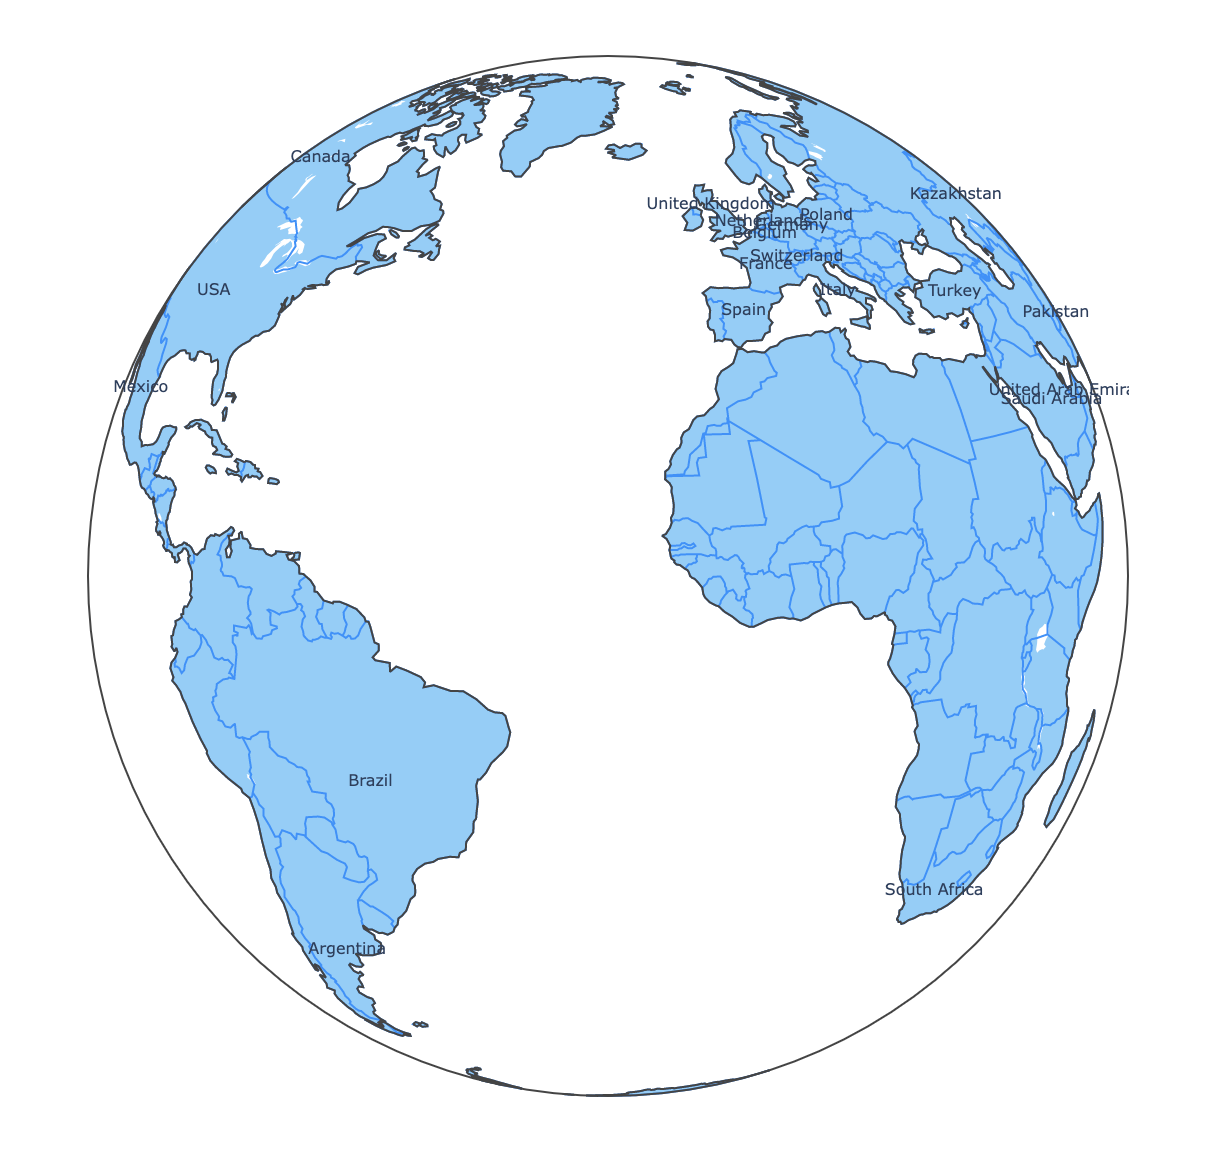 Canada
Kazakhstan
United Kingdom
Poland
Netherlands
Germany
Belgium
Switzerland
France
USA
Italy
Turkey
Spain
Pakistan
Mexico
United Arab Emira
Saudi Arabia
Brazil
South Africa
Argentina